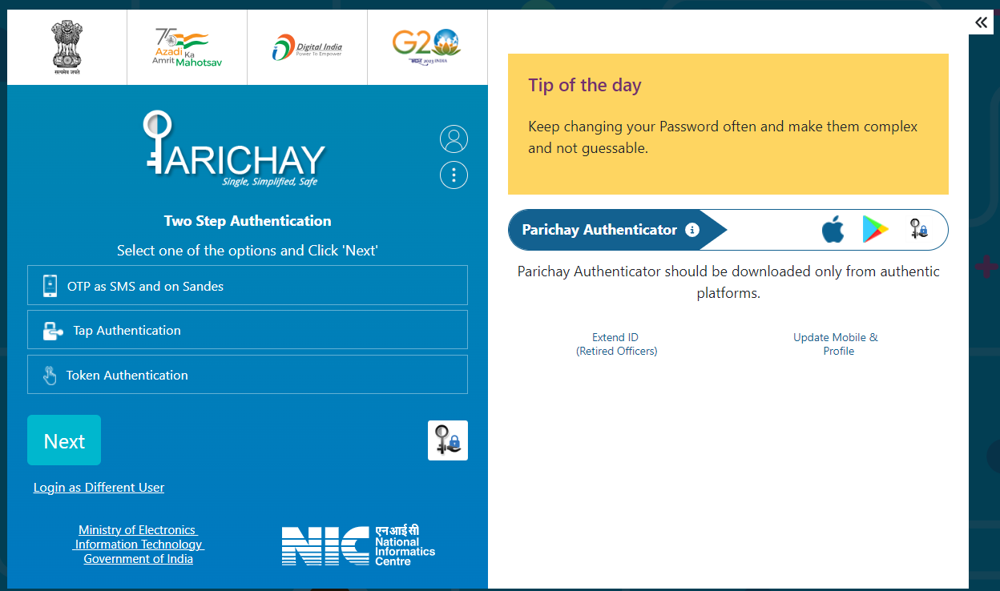 सत्यमेव जयते
75
Azadi Ka
Amrit Mahotsav
Digital India
Power To Empower
G20
भारत 2023 INDIA
PARICHAY
Single, Simplified, Safe
Two Step Authentication
Select one of the options and Click 'Next'
OTP as SMS and on Sandes
Tap Authentication
Token Authentication
Next
Login as Different User
Ministry of Electronics
Information Technology
Government of India
NIC
एन आई सी
National
Informatics
Centre
Tip of the day
Keep changing your Password often and make them complex
and not guessable.
Parichay Authenticator
Parichay Authenticator should be downloaded only from authentic
platforms.
Extend ID
(Retired Officers)
Update Mobile &
Profile